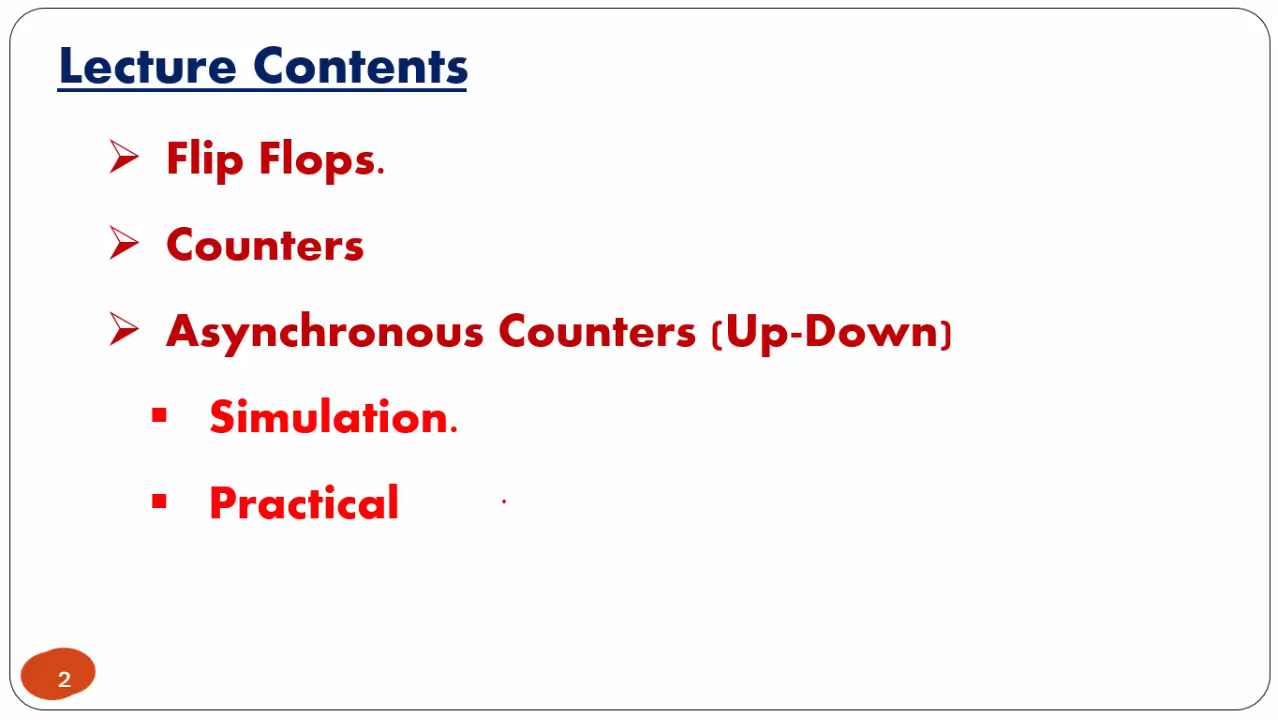 Lecture Contents
Flip Flops.
Counters
Asynchronous Counters (Up-Down)
Simulation.
Practical
2